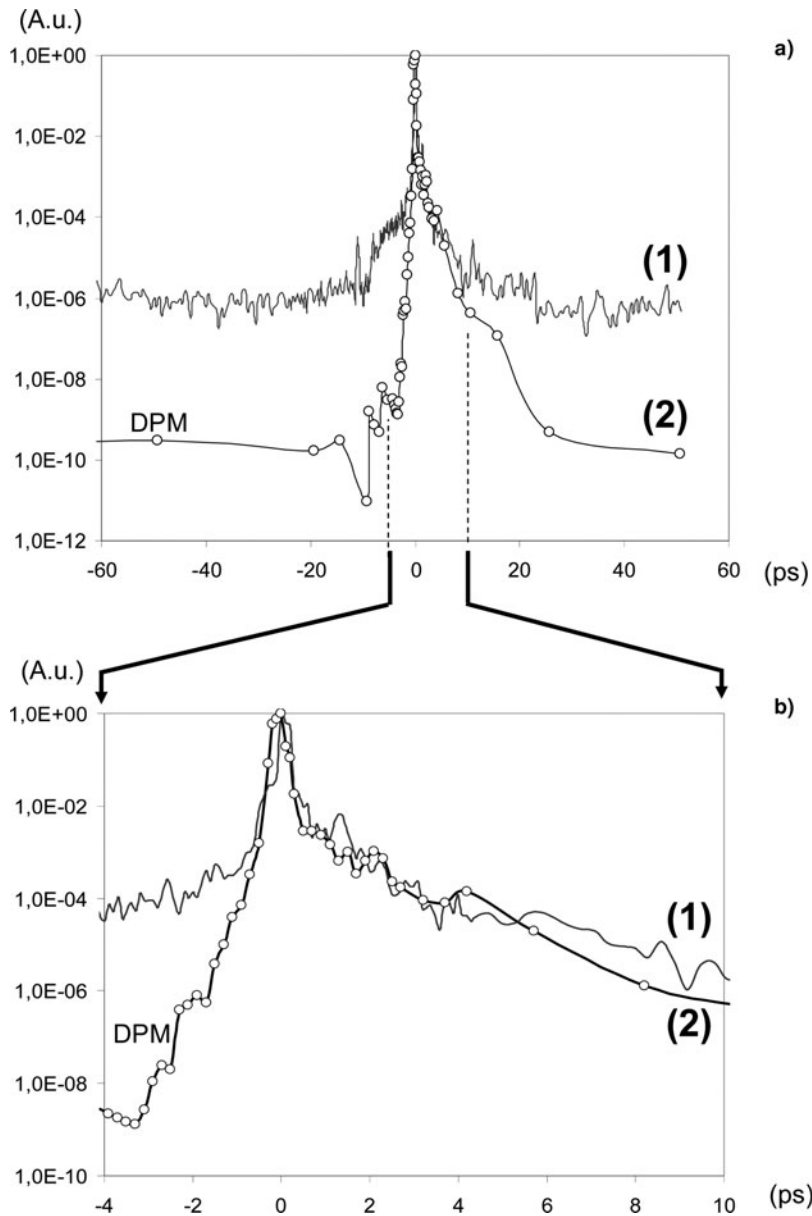 (A.u.)
a)
1,0E+00
1,0E-02
1,0E-04
(1)
1,0E-06
1,0E-08
DPM
(2)
1,0E-10
1,0E-12
-60 -40 -20 0 20 40 60
(ps)
(A.u.)
b)
1,0E+00
1,0E-02
1,0E-04
(1)
1,0E-06
DPM
(2)
1,0E-08
1,0E-10
-4 -2 0 2 4 6 8 10
(ps)